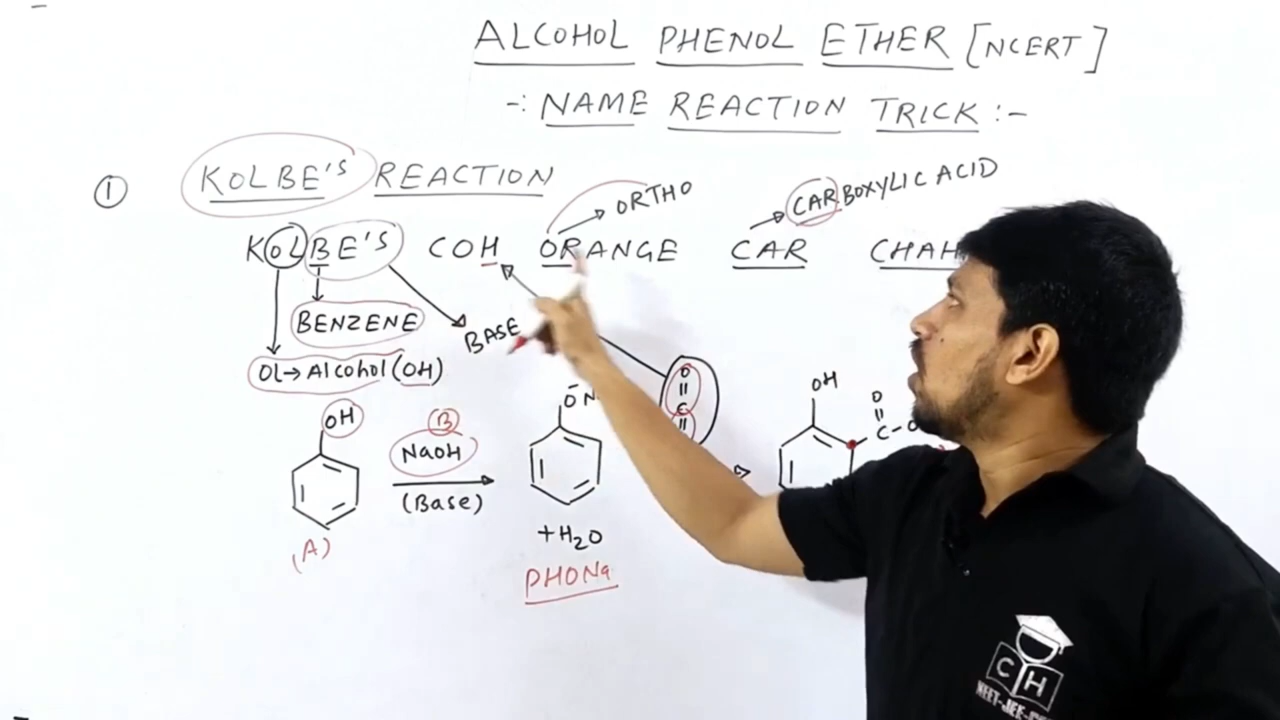 ALCOHOL PHENOL ETHER [NCERT]
-: NAME REACTION TRICK :-
① KOLBE'S REACTION
ORTHO
CARBOXYLIC ACID
KOLBE'S COH ORANGE CAR
BENZENE
BASE
Ol→Alcohol(OH)
O
||
C
||
OH
B
NaOH
(Base)
(A)
O⁻ N
+H₂O
PHONa
OH
O
||
C-O
C H